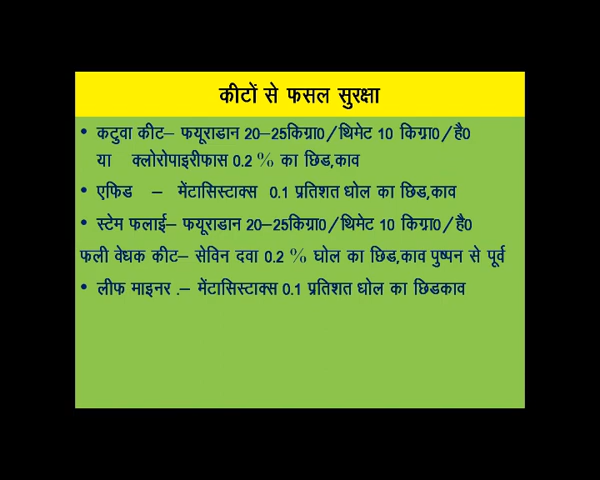 कीटों से फसल सुरक्षा
• कटुवा कीट– फयूराडान 20–25किग्रा0/थिमेट 10 किग्रा0/है0
या क्लोरोपाइरीफास 0.2 % का छिड,काव
• एफिड – मेंटासिस्टाक्स 0.1 प्रतिशत घोल का छिड,काव
• स्टेम फलाई– फयूराडान 20–25किग्रा0/थिमेट 10 किग्रा0/है0
फली वेधक कीट– सेविन दवा 0.2 % घोल का छिड,काव पुष्पन से पूर्व
• लीफ माइनर .– मेंटासिस्टाक्स 0.1 प्रतिशत घोल का छिडकाव